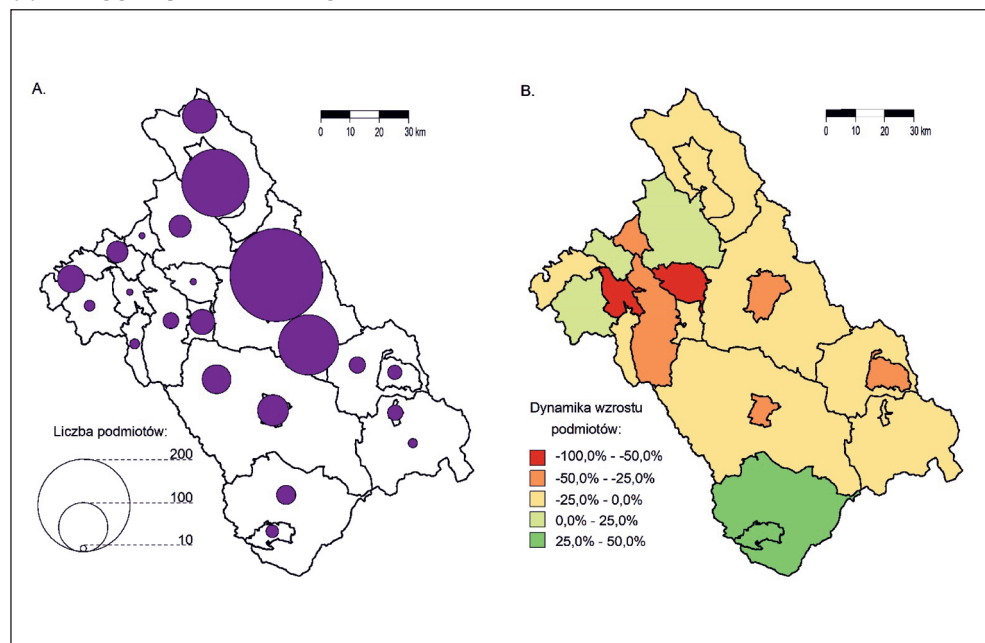 A.
0 10 20 30 km
Liczba podmiotów:
200
100
10
B.
0 10 20 30 km
Dynamika wzrostu
podmiotów:
-100,0% - -50,0%
-50,0% - -25,0%
-25,0% - 0,0%
0,0% - 25,0%
25,0% - 50,0%